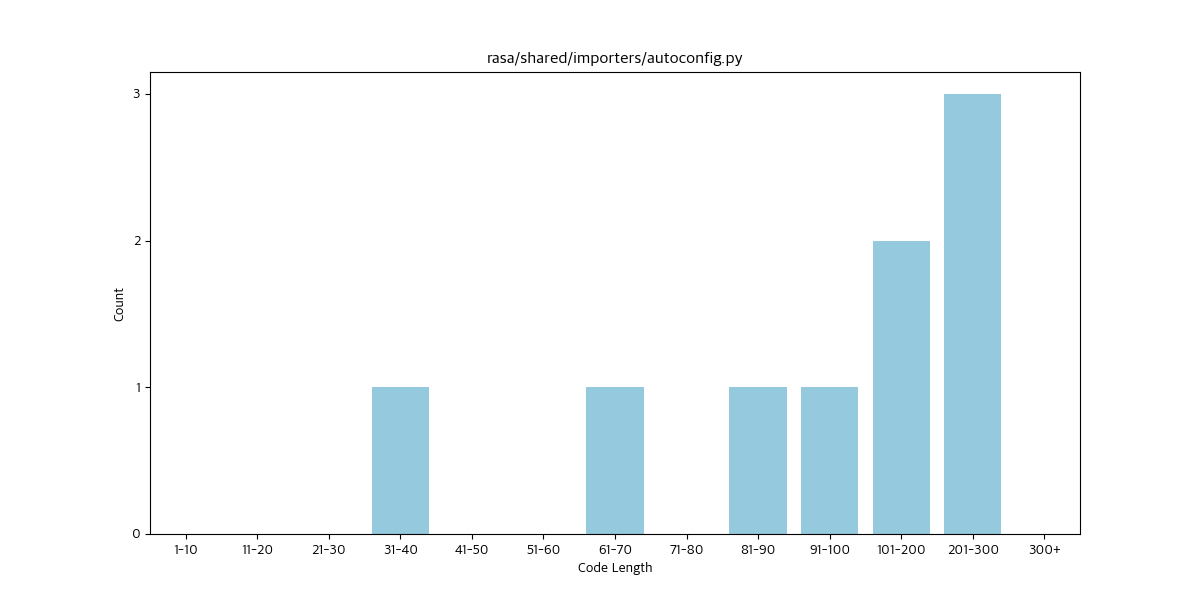 rasa/shared/importers/autoconfig.py
3
2
1
0
Count
1-10 11-20 21-30 31-40 41-50 51-60 61-70 71-80 81-90 91-100 101-200 201-300 300+
Code Length